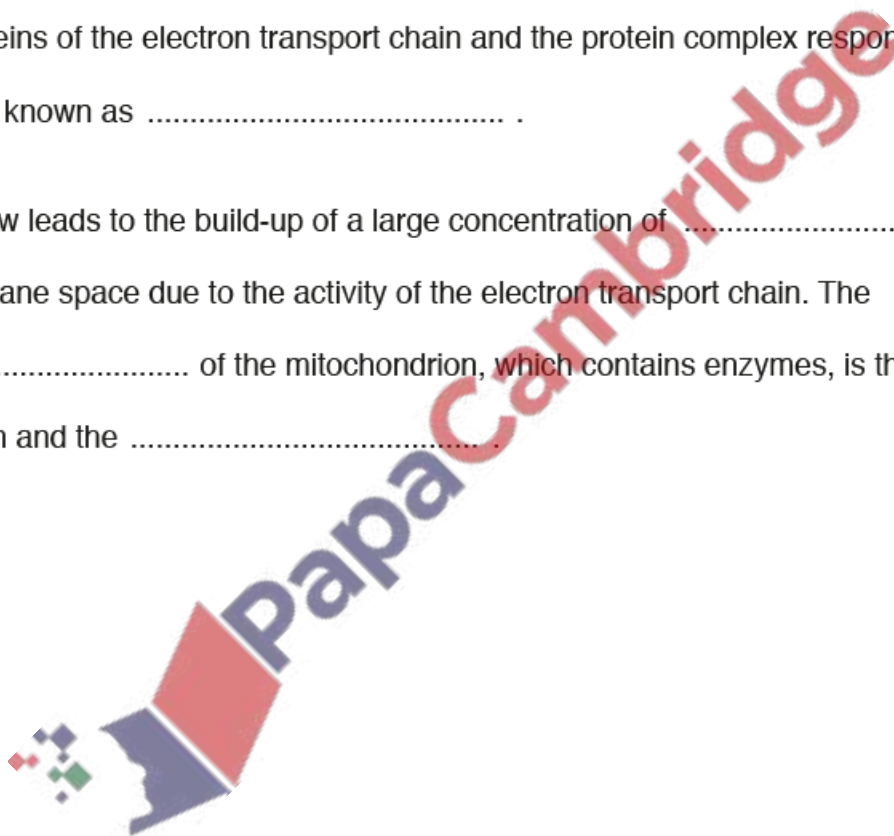 eins of the electron transport chain and the protein complex respon
known as ........................................... .
w leads to the build-up of a large concentration of .........................
ane space due to the activity of the electron transport chain. The
....................... of the mitochondrion, which contains enzymes, is th
n and the .......................................... .
PapaCambridge